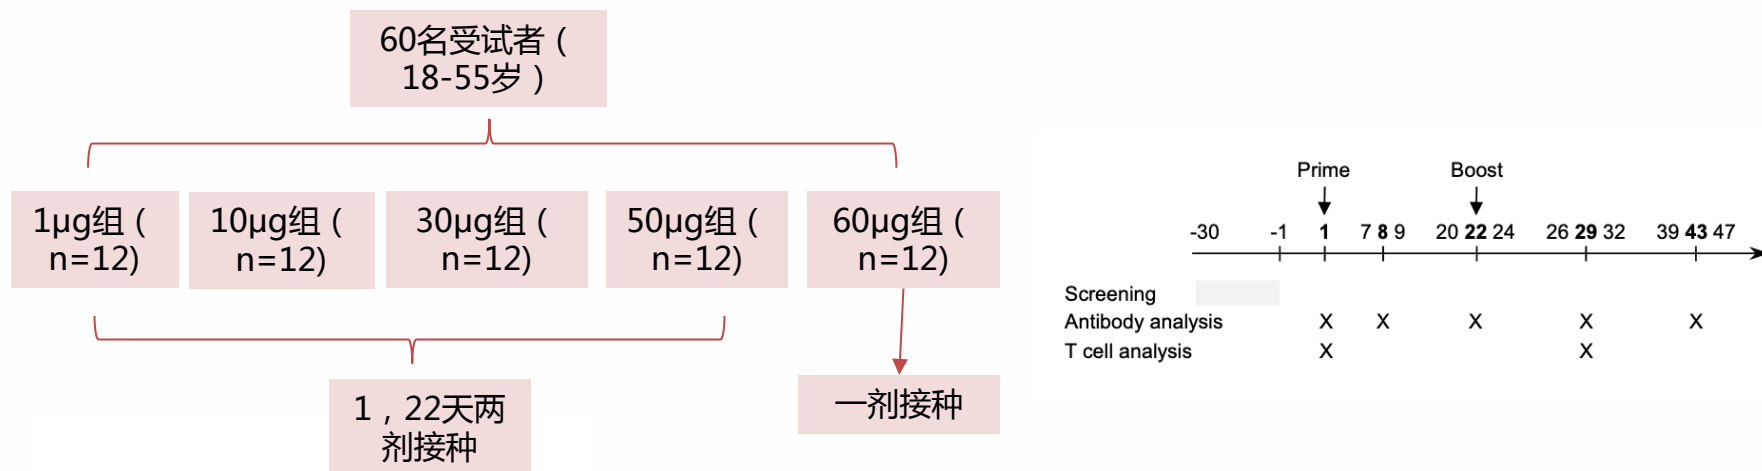 60名受试者（
18-55岁）
1μg组（
n=12)
10μg组（
n=12)
30μg组（
n=12)
50μg组（
n=12)
60μg组（
n=12)
1，22天两
剂接种
一剂接种
Prime Boost
-30 -1 1 7 8 9 20 22 24 26 29 32 39 43 47
Screening
Antibody analysis X X X X X
T cell analysis X X